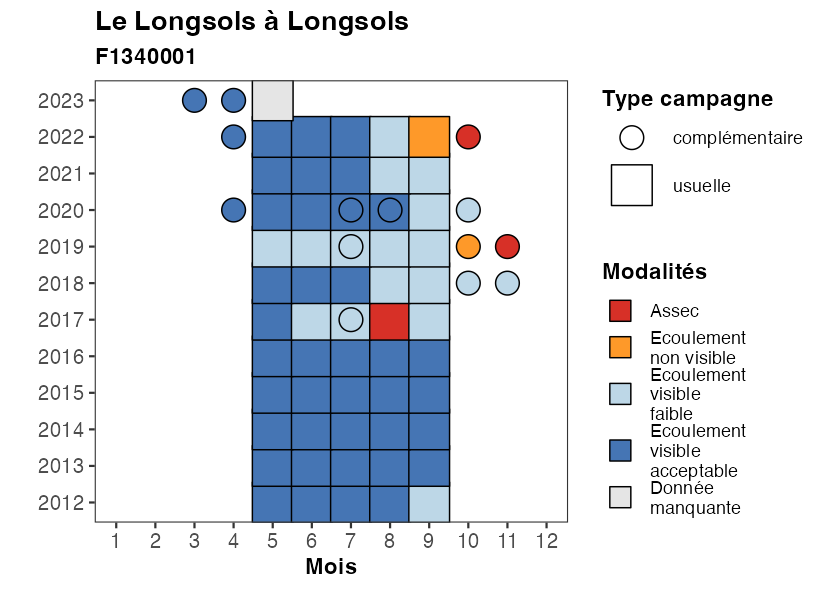 Le Longsols à Longsols
F1340001
2023
2022
2021
2020
2019
2018
2017
2016
2015
2014
2013
2012
1 2 3 4 5 6 7 8 9 10 11 12
Mois
Type campagne
complémentaire
usuelle
Modalités
Assec
Ecoulement
non visible
Ecoulement
visible
faible
Ecoulement
visible
acceptable
Donnée
manquante